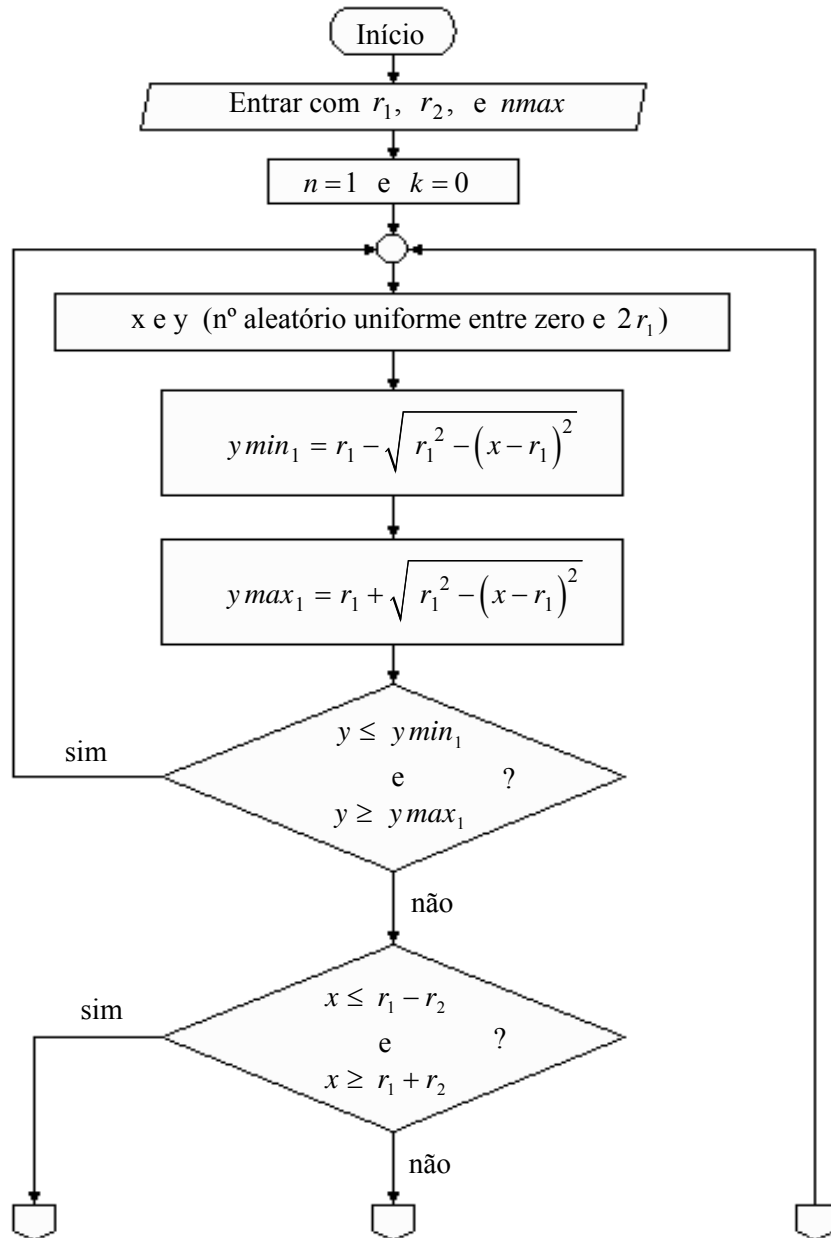 Início
Entrar com r₁, r₂, e nmax
n = 1 e k = 0
x e y (nº aleatório uniforme entre zero e 2 r₁)
y min₁ = r₁ − √(r₁² − (x − r₁)²)
y max₁ = r₁ + √(r₁² − (x − r₁)²)
y ≤ y min₁
sim
e ?
y ≥ y max₁
não
x ≤ r₁ − r₂
sim
e ?
x ≥ r₁ + r₂
não